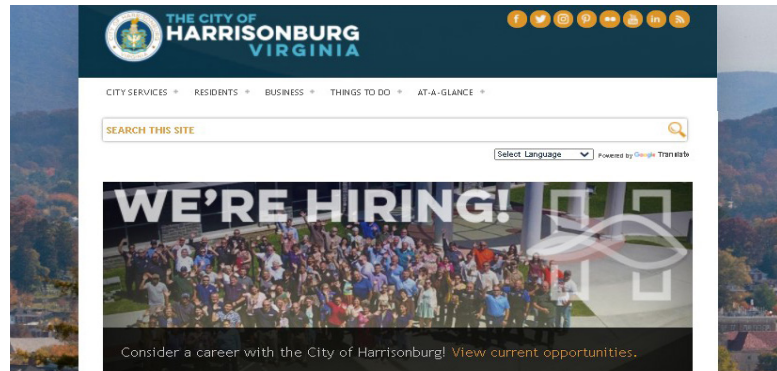 THE CITY OF
HARRISONBURG
VIRGINIA
CITY SERVICES + RESIDENTS + BUSINESS + THINGS TO DO + AT-A-GLANCE +
SEARCH THIS SITE
Select Language Powered by Google Translate
WE'RE HIRING!
Consider a career with the City of Harrisonburg! View current opportunities.